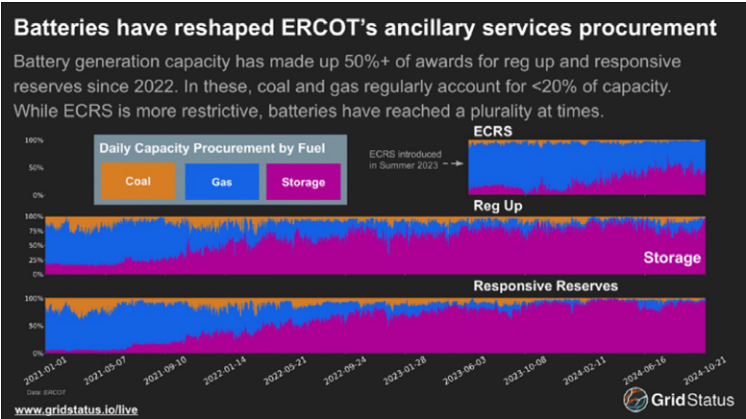 Batteries have reshaped ERCOT's ancillary services procurement
Battery generation capacity has made up 50%+ of awards for reg up and responsive
reserves since 2022. In these, coal and gas regularly account for <20% of capacity.
While ECRS is more restrictive, batteries have reached a plurality at times.
ECRS
100%
50%
0%
Daily Capacity Procurement by Fuel
Coal Gas Storage
ECRS introduced
in Summer 2023
Reg Up
100%
75%
50%
25%
0%
Storage
Responsive Reserves
100%
50%
0%
2021-01-01 2021-05-07 2021-09-10 2022-01-14 2022-05-21 2022-09-24 2023-01-28 2023-06-03 2023-10-08 2024-02-11 2024-06-16 2024-10-21
Data: ERCOT
www.gridstatus.io/live
GridStatus